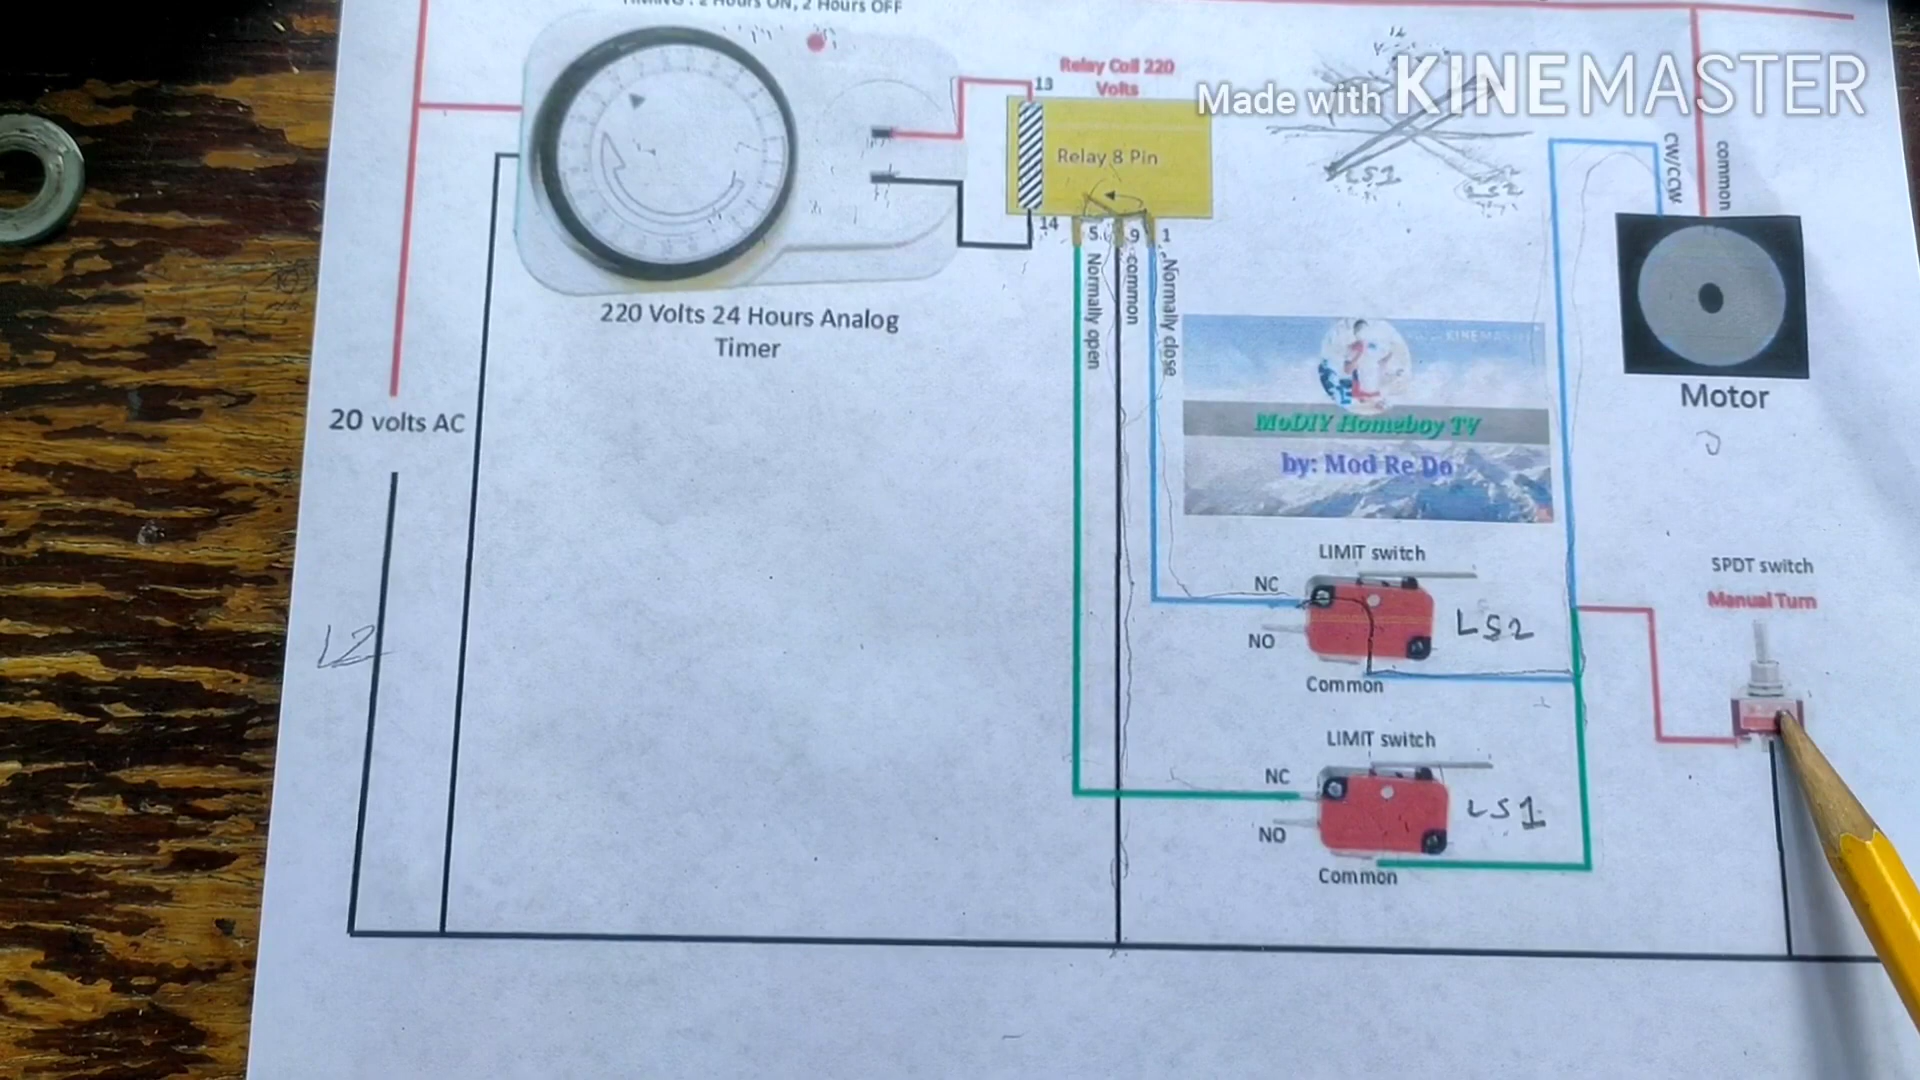 TIMING : 2 Hours ON, 2 Hours OFF
Made with KINEMASTER
Relay Coil 220
Volts
13
Relay 8 Pin
14
5
9
1
Normally open
common
Normally close
CW/CCW
common
LS1
LS2
220 Volts 24 Hours Analog
Timer
Motor
20 volts AC
MoDIY Homeboy TV
by: Mod Re Do
LIMIT switch
NC
NO
LS2
Common
SPDT switch
Manual Turn
L2
LIMIT switch
NC
NO
LS1
Common